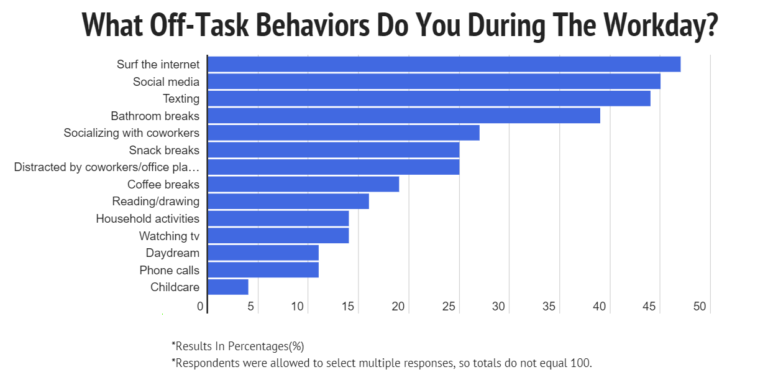 What Off-Task Behaviors Do You During The Workday?
Surf the internet
Social media
Texting
Bathroom breaks
Socializing with coworkers
Snack breaks
Distracted by coworkers/office pla…
Coffee breaks
Reading/drawing
Household activities
Watching tv
Daydream
Phone calls
Childcare
0 5 10 15 20 25 30 35 40 45 50
*Results In Percentages(%)
*Respondents were allowed to select multiple responses, so totals do not equal 100.